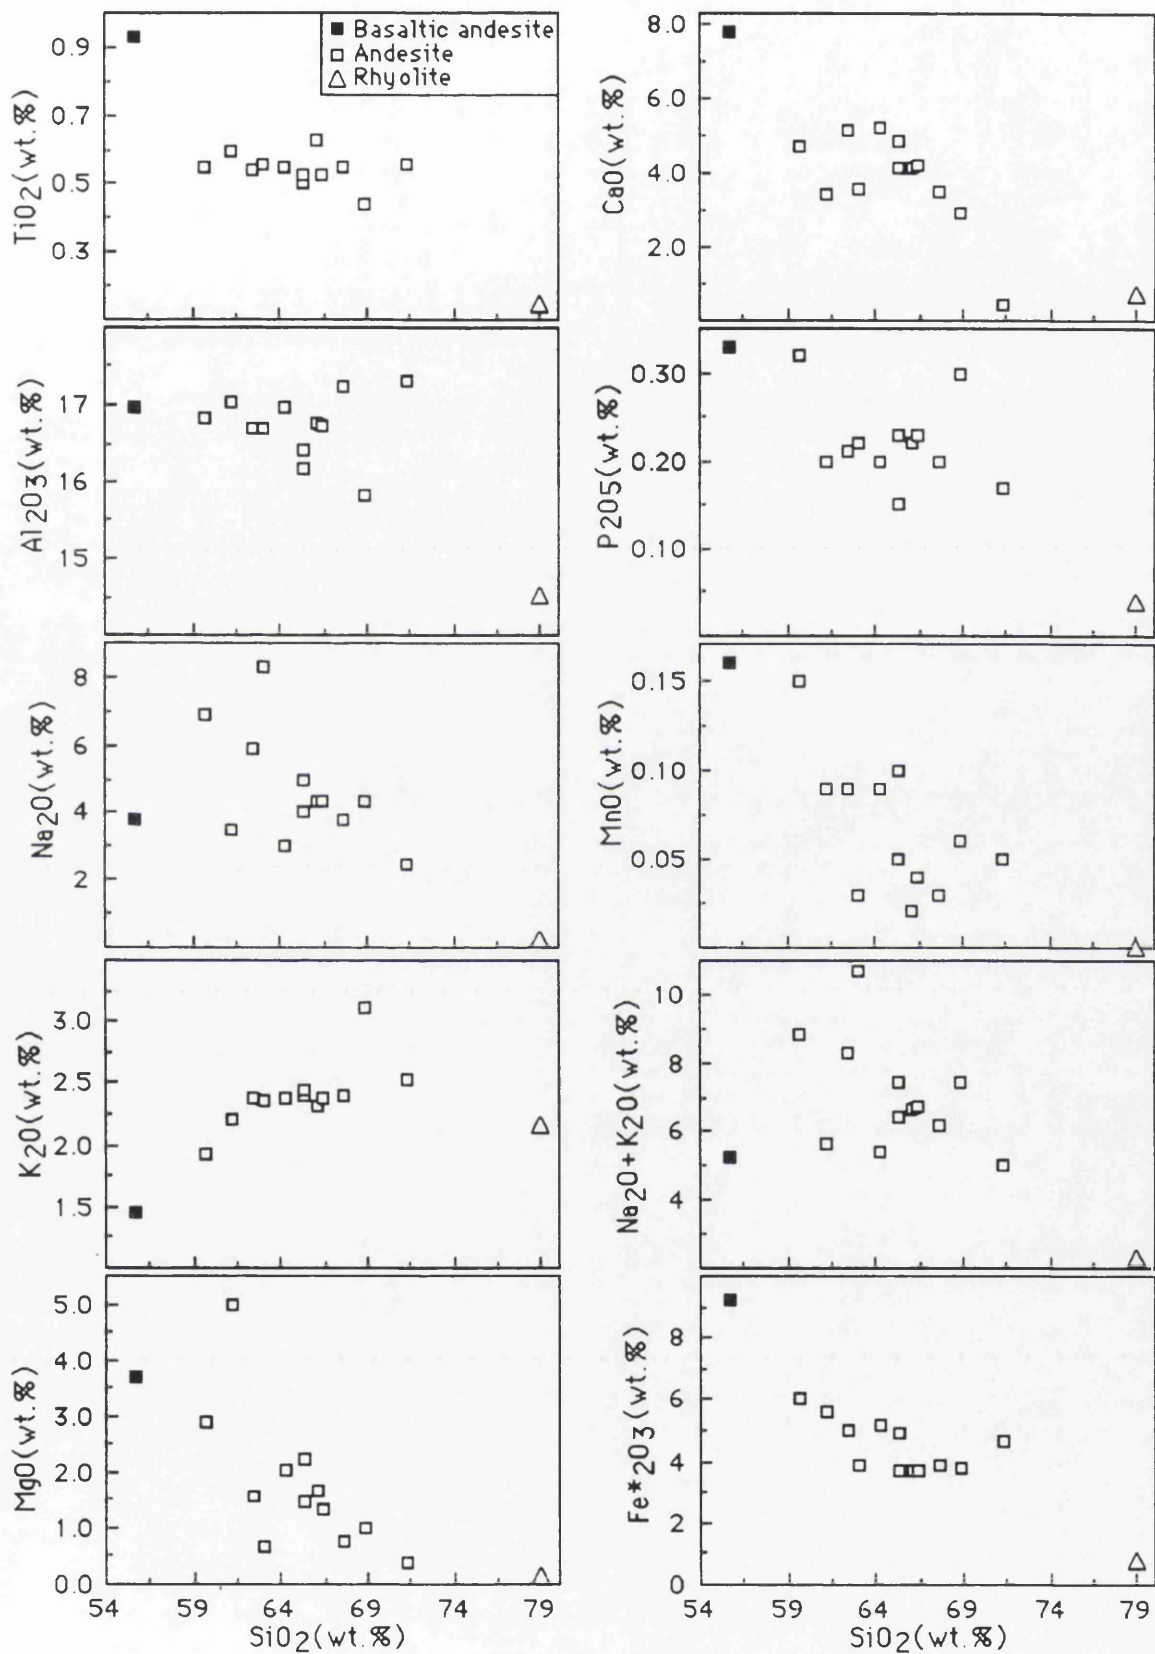 ■ Basaltic andesite
□ Andesite
△ Rhyolite
TiO2(wt.%)
0.9
0.7
0.5
0.3
CaO(wt.%)
8.0
6.0
4.0
2.0
Al2O3(wt.%)
17
16
15
P2O5(wt.%)
0.30
0.20
0.10
Na2O(wt.%)
8
6
4
2
MnO(wt.%)
0.15
0.10
0.05
K2O(wt.%)
3.0
2.5
2.0
1.5
Na2O+K2O(wt.%)
10
8
6
4
MgO(wt.%)
5.0
4.0
3.0
2.0
1.0
0.0
54 59 64 69 74 79
SiO2(wt.%)
Fe*2O3(wt.%)
8
6
4
2
0
54 59 64 69 74 79
SiO2(wt.%)